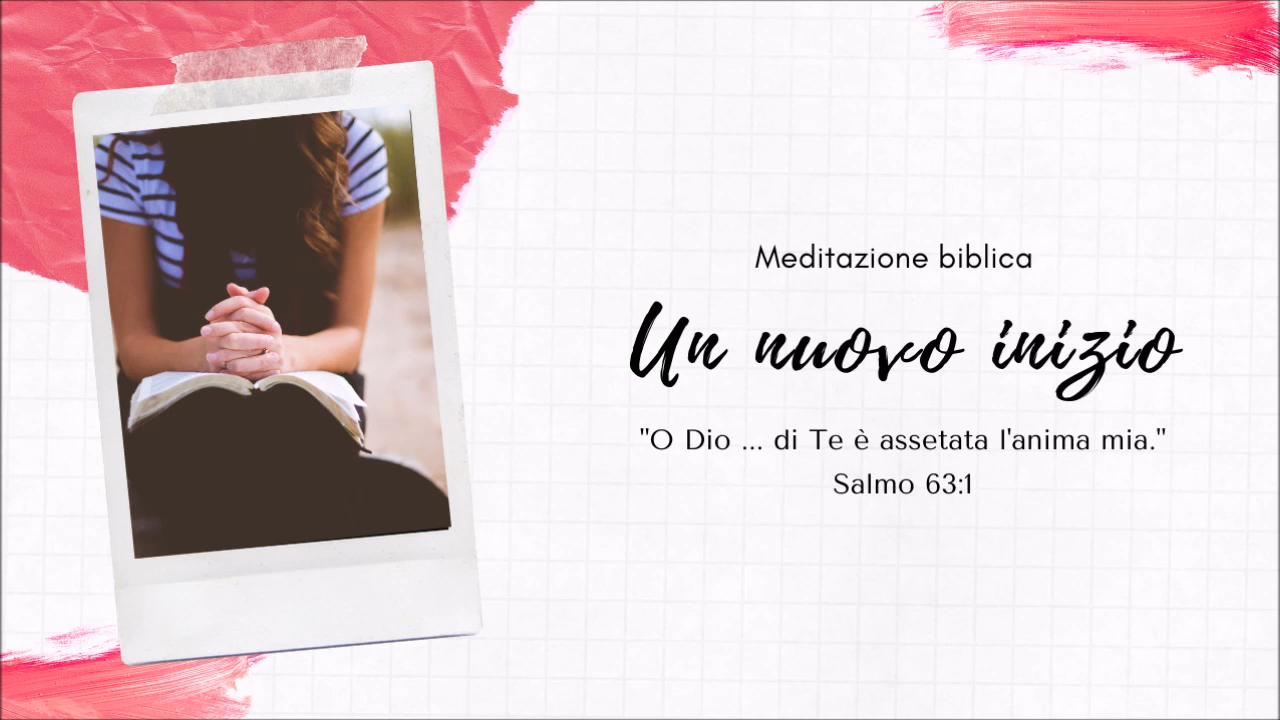 Meditazione biblica
Un nuovo inizio
"O Dio ... di Te è assetata l'anima mia."
Salmo 63:1